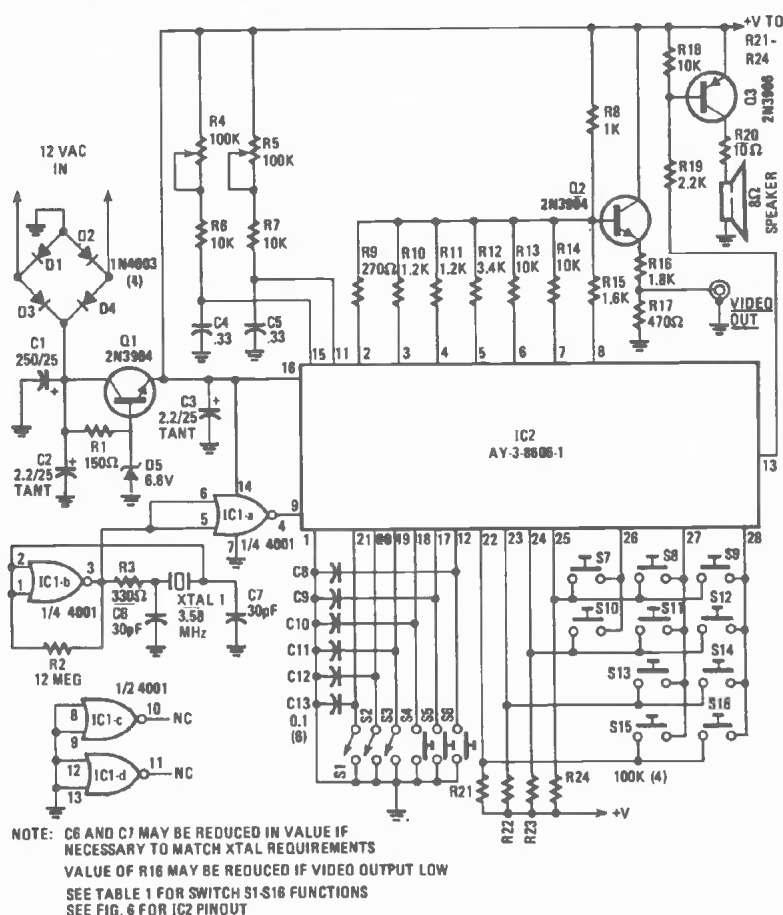 +V TO
R21-
R24
R18
10K
Q3
2N3906
R4
100K
R5
100K
R8
1K
R20
10Ω
R19
2.2K
8Ω
SPEAKER
12 VAC
IN
Q2
2N3904
R6
10K
R7
10K
R9
270Ω
R10
1.2K
R11
1.2K
R12
3.4K
R13
10K
R14
10K
R15
1.6K
R16
1.8K
R17
470Ω
VIDEO
OUT
D1
D2
1N4003
(4)
D3
D4
C1
250/25
+
Q1
2N3904
C4
.33
C5
.33
15
11
2
3
4
5
6
7
8
16
C3
2.2/25
TANT
+
IC2
AY-3-8606-1
13
R1
150Ω
C2
2.2/25
TANT
+
D5
6.8V
14
6
5
IC1-a
4
9
7
1/4 4001
1
21
20
19
18
17
12
22
23
24
25
26
27
28
2
1
IC1-b
3
1/4 4001
R3
330Ω
C6
30pF
XTAL 1
3.58
MHz
C7
30pF
R2
12 MEG
C8
C9
C10
C11
C12
C13
0.1
(6)
S1
S2
S3
S4
S5
S6
S7
S8
S9
S10
S11
S12
S13
S14
S15
S16
1/2 4001
8
9
IC1-c
10
NC
12
13
IC1-d
11
NC
R21
R22
R23
R24
100K (4)
+V
NOTE: C6 AND C7 MAY BE REDUCED IN VALUE IF
NECESSARY TO MATCH XTAL REQUIREMENTS
VALUE OF R16 MAY BE REDUCED IF VIDEO OUTPUT LOW
SEE TABLE 1 FOR SWITCH S1-S16 FUNCTIONS
SEE FIG. 6 FOR IC2 PINOUT